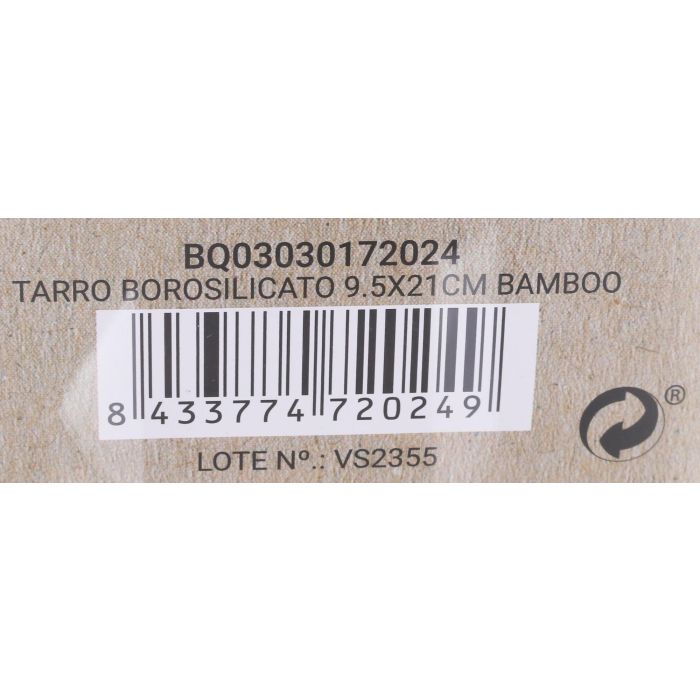 BQ03030172024
TARRO BOROSILICATO 9.5X21CM BAMBOO
8 433774 720249
®
LOTE Nº.: VS2355